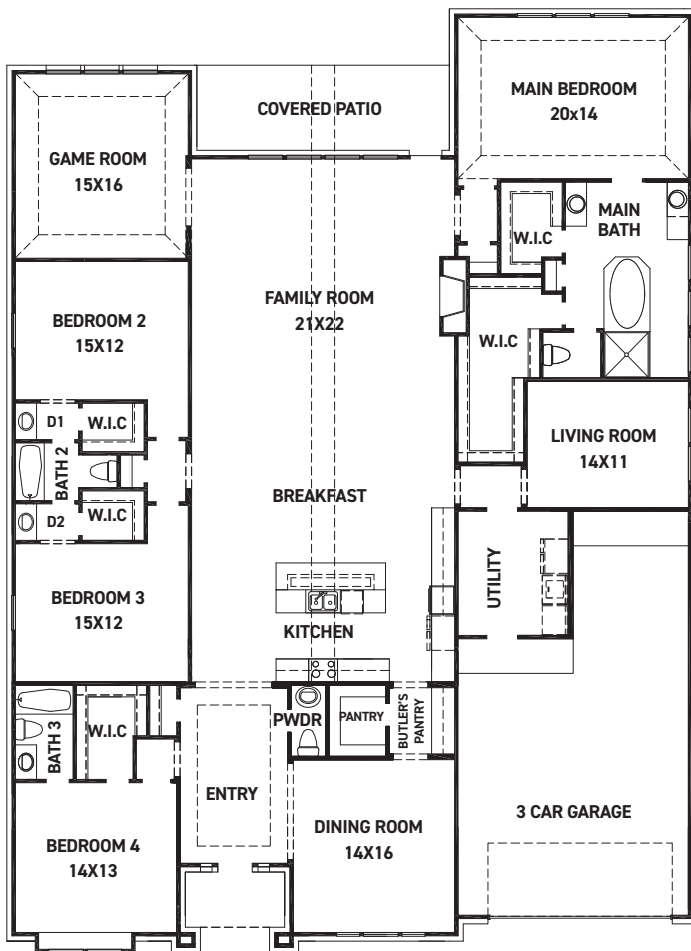 MAIN BEDROOM
20x14
COVERED PATIO
GAME ROOM
15X16
MAIN
BATH
W.I.C
FAMILY ROOM
21X22
BEDROOM 2
15X12
W.I.C
D1
W.I.C
LIVING ROOM
14X11
BATH 2
BREAKFAST
D2
W.I.C
UTILITY
BEDROOM 3
15X12
KITCHEN
BATH 3
W.I.C
PWDR
PANTRY
BUTLER'S
PANTRY
ENTRY
DINING ROOM
14X16
3 CAR GARAGE
BEDROOM 4
14X13